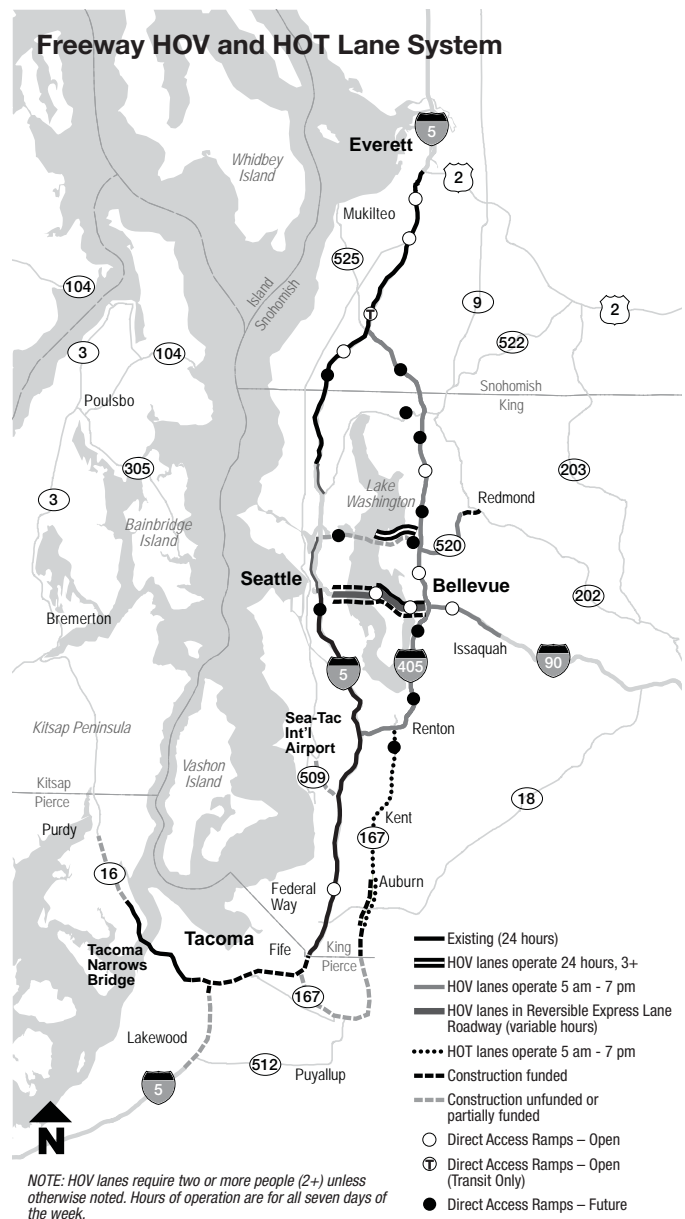 Freeway HOV and HOT Lane System
5
Everett
Whidbey
Island
2
Mukilteo
525
104
Island
Snohomish
9
2
T
3
104
522
Poulsbo
Snohomish
King
305
203
3
Lake
Washington
Redmond
Bainbridge
Island
520
Seattle
Bellevue
202
Bremerton
Issaquah
5
405
90
Sea-Tac
Int'l
Airport
Renton
Kitsap Peninsula
Vashon
Island
509
Kitsap
Pierce
18
Purdy
Kent
167
16
Auburn
Federal
Way
Tacoma
Tacoma
Narrows
Bridge
Fife
King
Pierce
167
Lakewood
512
Puyallup
5
N
Existing (24 hours)
HOV lanes operate 24 hours, 3+
HOV lanes operate 5 am - 7 pm
HOV lanes in Reversible Express Lane
Roadway (variable hours)
HOT lanes operate 5 am - 7 pm
Construction funded
Construction unfunded or
partially funded
Direct Access Ramps – Open
T
Direct Access Ramps – Open
(Transit Only)
Direct Access Ramps – Future
NOTE: HOV lanes require two or more people (2+) unless
otherwise noted. Hours of operation are for all seven days of
the week.